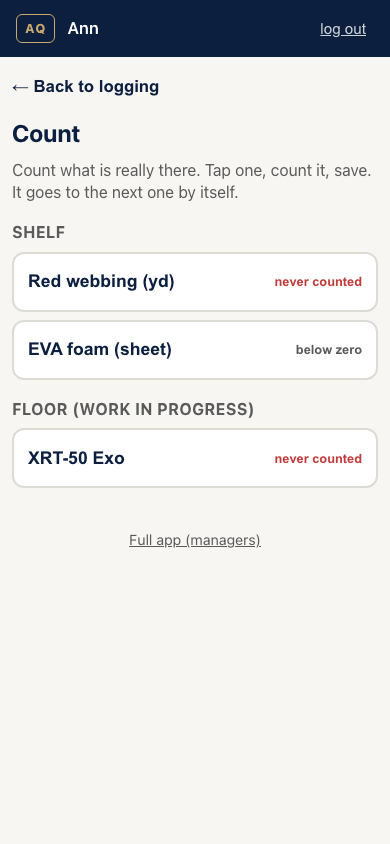 AQ Ann log out
← Back to logging
Count
Count what is really there. Tap one, count it, save.
It goes to the next one by itself.
SHELF
Red webbing (yd) never counted
EVA foam (sheet) below zero
FLOOR (WORK IN PROGRESS)
XRT-50 Exo never counted
Full app (managers)